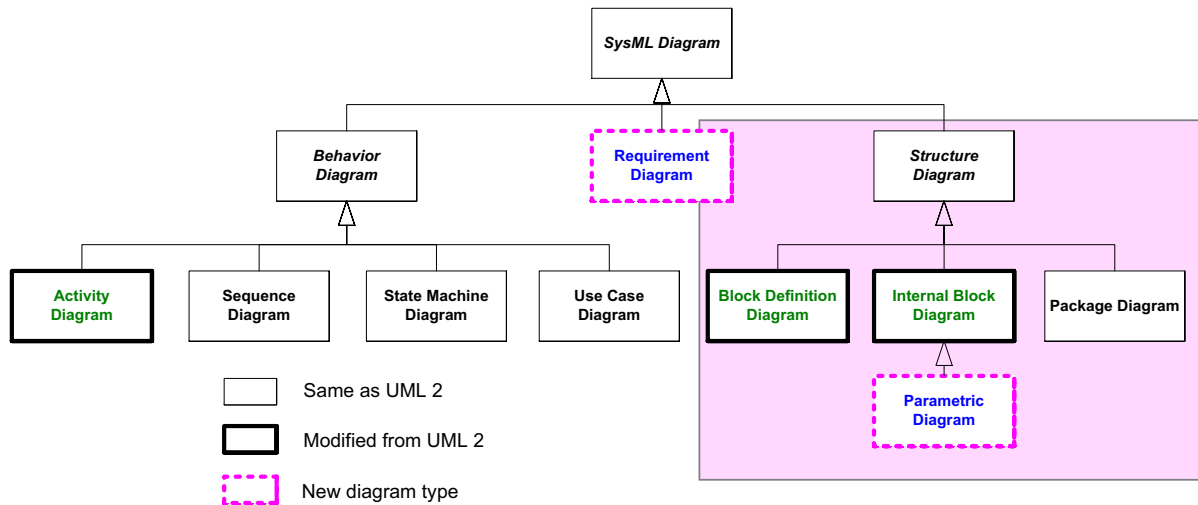 SysML Diagram
Behavior
Diagram
Requirement
Diagram
Structure
Diagram
Activity
Diagram
Sequence
Diagram
State Machine
Diagram
Use Case
Diagram
Block Definition
Diagram
Internal Block
Diagram
Package Diagram
Parametric
Diagram
Same as UML 2
Modified from UML 2
New diagram type